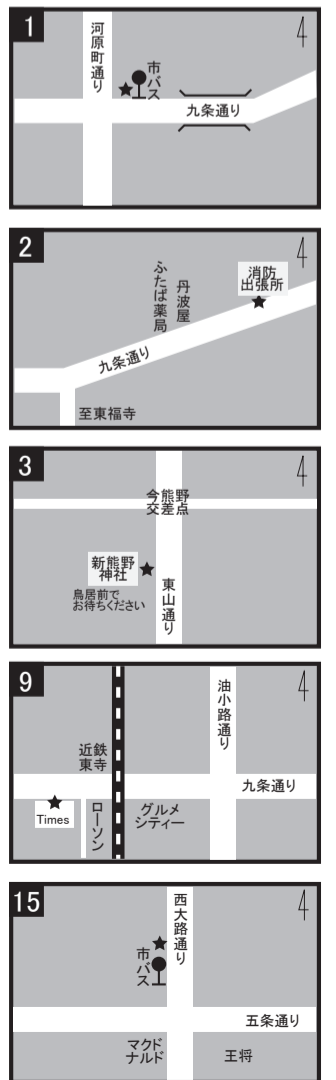 1
河原町通り
市バス
九条通り
4
2
ふたば薬局
丹波屋
消防
出張所
九条通り
至東福寺
4
3
今熊野
交差点
新熊野
神社
鳥居前で
お待ちください
東山通り
4
9
近鉄
東寺
油小路通り
九条通り
Times
ローソン
グルメ
シティー
4
15
西大路通り
市バス
五条通り
マクド
ナルド
王将
4